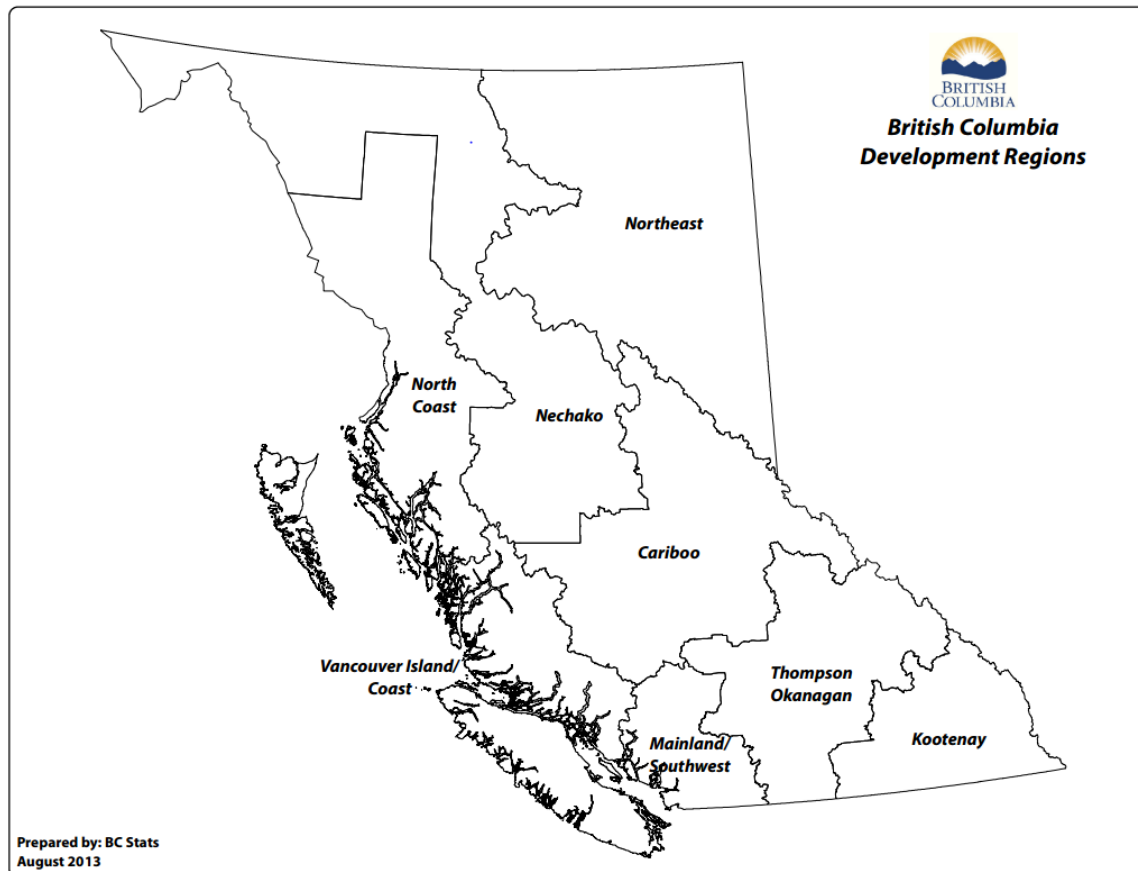 BRITISH
COLUMBIA
British Columbia
Development Regions
Northeast
North
Coast
Nechako
Cariboo
Vancouver Island/
Coast
Thompson
Okanagan
Mainland/
Southwest
Kootenay
Prepared by: BC Stats
August 2013